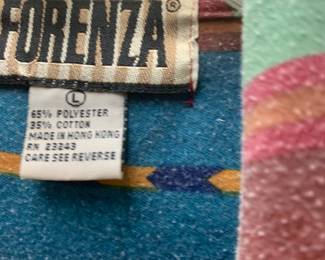 FORENZA®
L
65% POLYESTER
35% COTTON
MADE IN HONG KONG
RN 23243
CARE SEE REVERSE